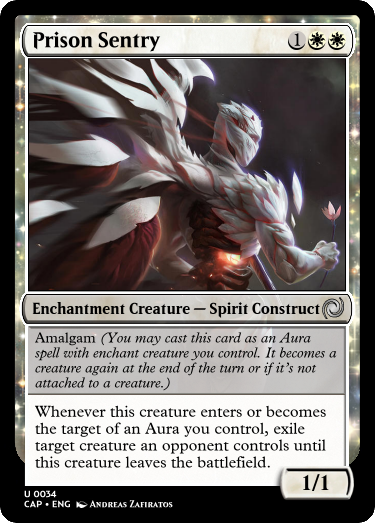 Prison Sentry 1
Enchantment Creature — Spirit Construct
Amalgam (You may cast this card as an Aura
spell with enchant creature you control. It becomes a
creature again at the end of the turn or if it's not
attached to a creature.)
Whenever this creature enters or becomes
the target of an Aura you control, exile
target creature an opponent controls until
this creature leaves the battlefield.
1/1
U 0034
CAP • ENG Andreas Zafiratos